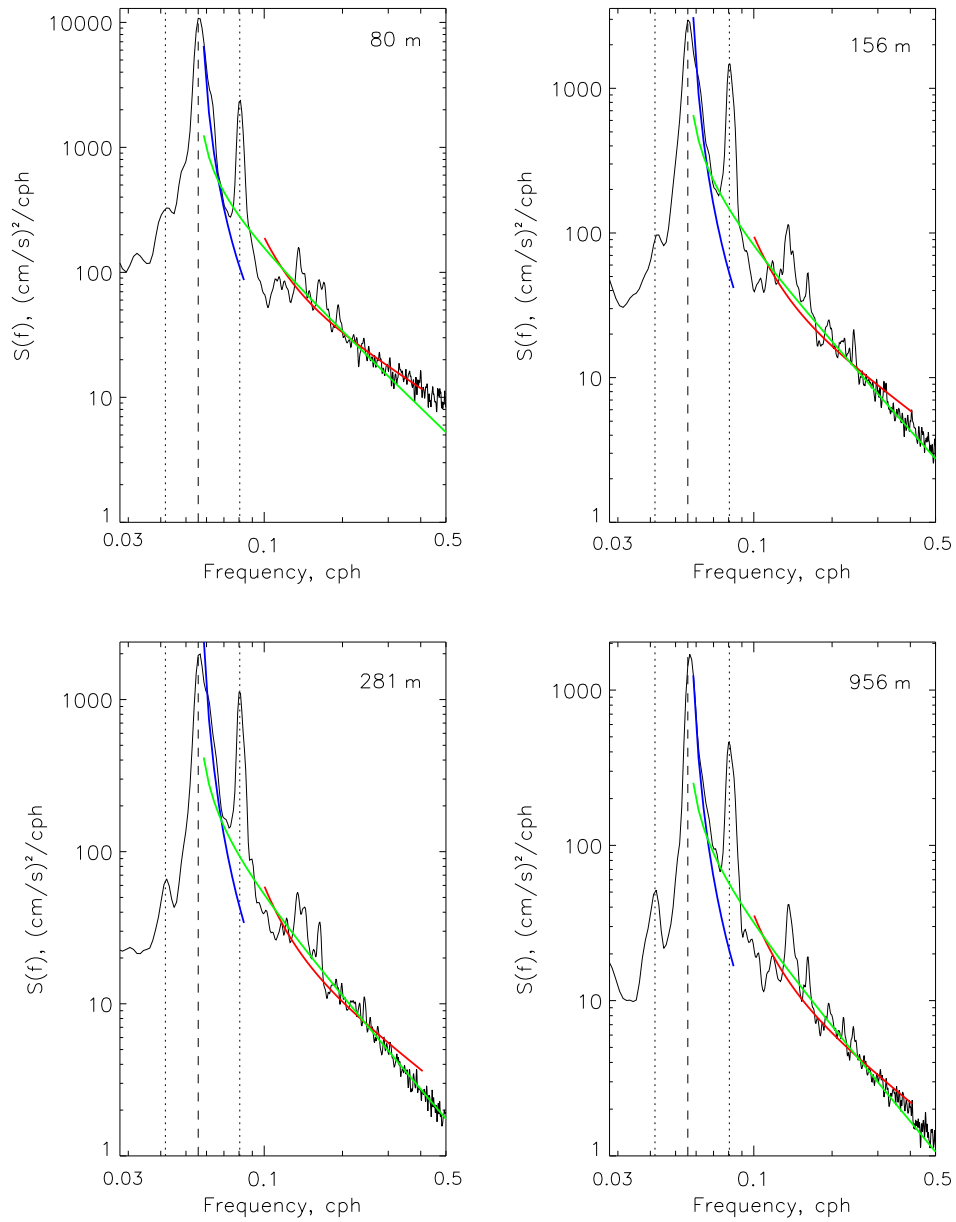 10000
1000
100
10
1
S(f), (cm/s)²/cph
80 m
0.03
0.1
0.5
Frequency, cph
1000
100
10
1
S(f), (cm/s)²/cph
156 m
0.03
0.1
0.5
Frequency, cph
1000
100
10
1
S(f), (cm/s)²/cph
281 m
0.03
0.1
0.5
Frequency, cph
1000
100
10
1
S(f), (cm/s)²/cph
956 m
0.03
0.1
0.5
Frequency, cph